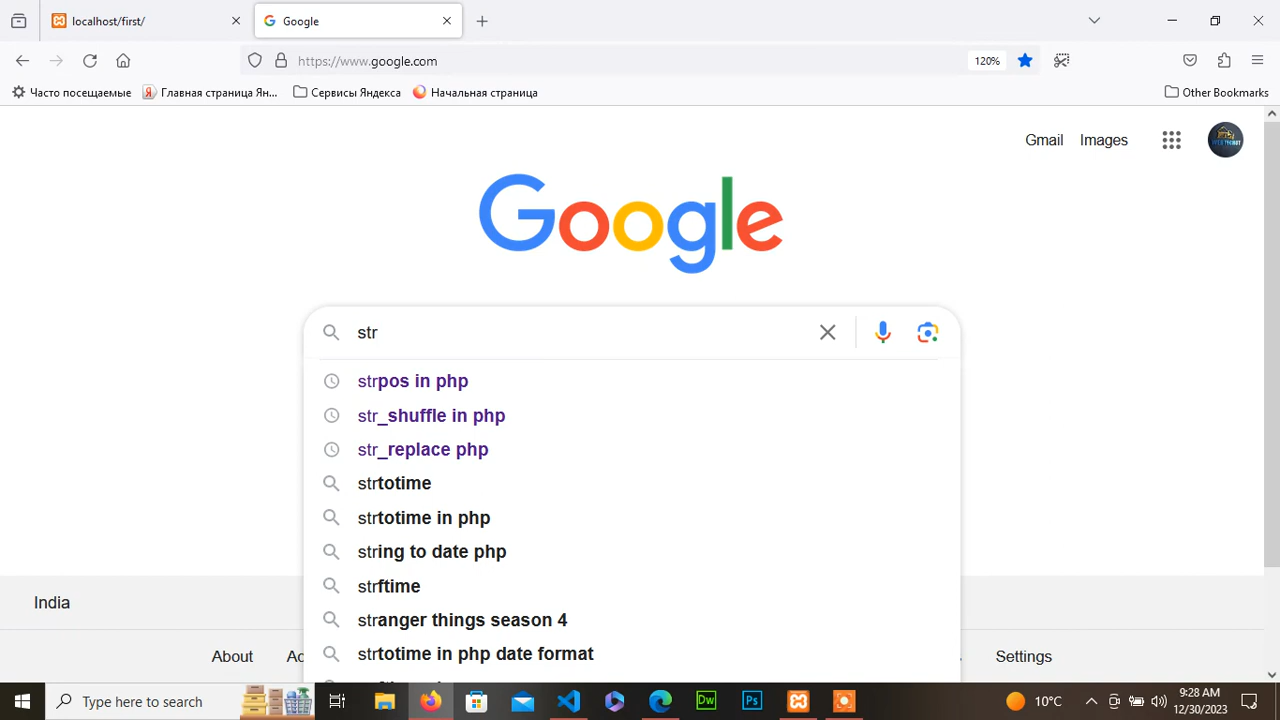 localhost/first/
Google
https://www.google.com
120%
Часто посещаемые
Главная страница Ян...
Сервисы Яндекса
Начальная страница
Other Bookmarks
Gmail
Images
Google
str
strpos in php
str_shuffle in php
str_replace php
strtotime
strtotime in php
string to date php
strftime
stranger things season 4
strtotime in php date format
India
About
Settings
Type here to search
Dw
Ps
10°C
9:28 AM
12/30/2023